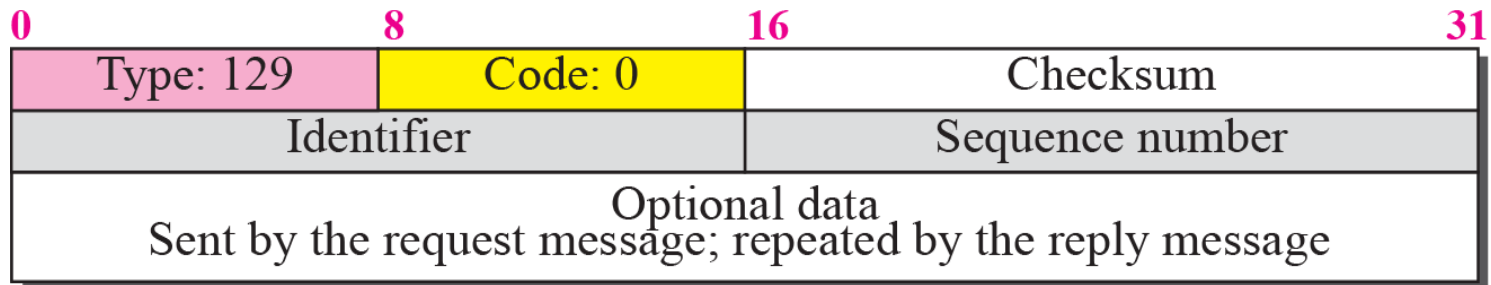 0 8 16 31
Type: 129 Code: 0 Checksum
Identifier Sequence number
Optional data
Sent by the request message; repeated by the reply message